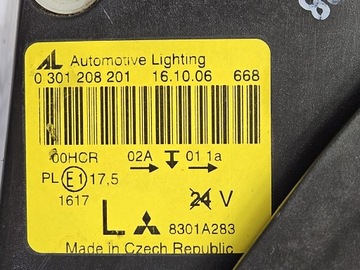 AL Automotive Lighting
0 301 208 201 16.10.06 668
00HCR 02A 01 1a
PL E1 17,5
1617 24 V
L 8301A283
Made in Czech Republic